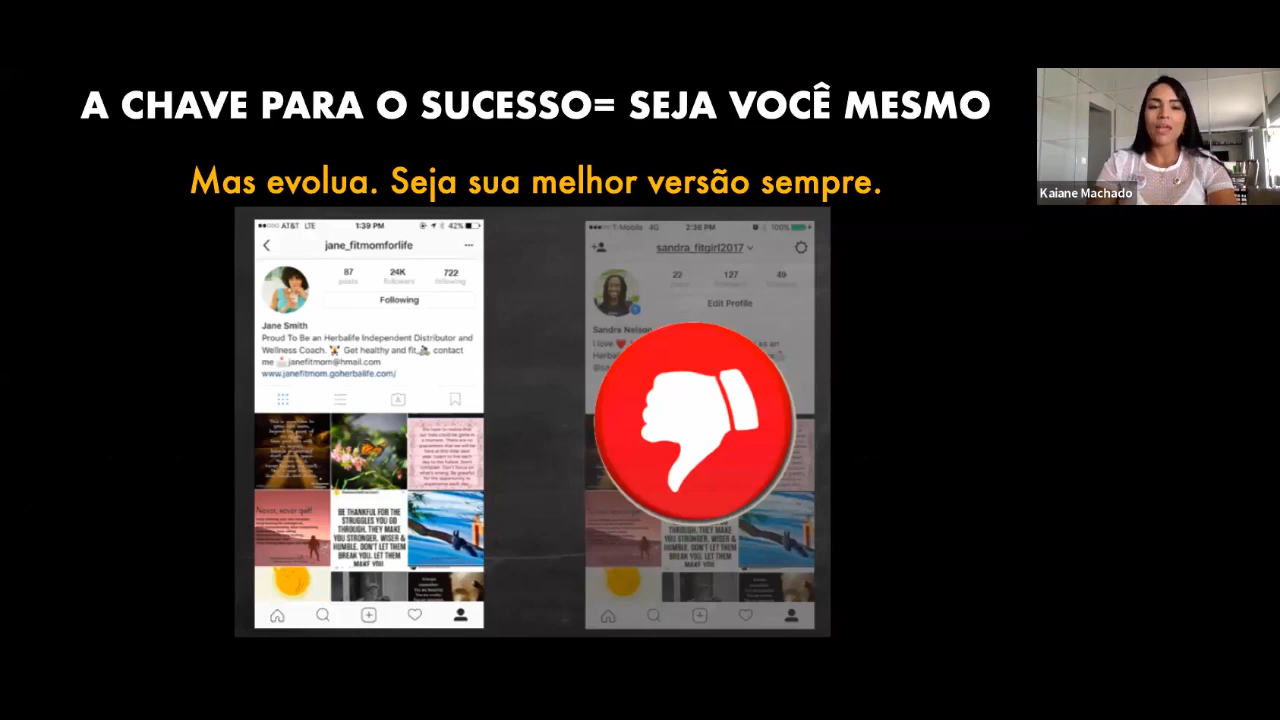 A CHAVE PARA O SUCESSO= SEJA VOCÊ MESMO
Mas evolua. Seja sua melhor versão sempre.
Kaiane Machado
AT&T LTE 1:39 PM 42%
jane_fitmomforlife
87 24K 722
posts followers following
Following
Jane Smith
Proud To Be an Herbalife Independent Distributor and
Wellness Coach. Get healthy and fit, contact
me janefitmom@hmail.com
www.janefitmom.goherbalife.com/
Never, never quit!
BE THANKFUL FOR THE
STRUGGLES YOU GO
THROUGH. THEY MAKE
YOU STRONGER, WISER &
HUMBLE. DON'T LET THEM
BREAK YOU. LET THEM
MAKE YOU
T-Mobile 4G 2:36 PM 100%
sandra_fitgirl2017
22 127 49
Edit Profile
Sandra Nelson
I love as an
Herbal
THROUGH. THEY MAKE
YOU STRONGER, WISER &
HUMBLE. DON'T LET THEM
BREAK YOU. LET THEM
MAKE YOU